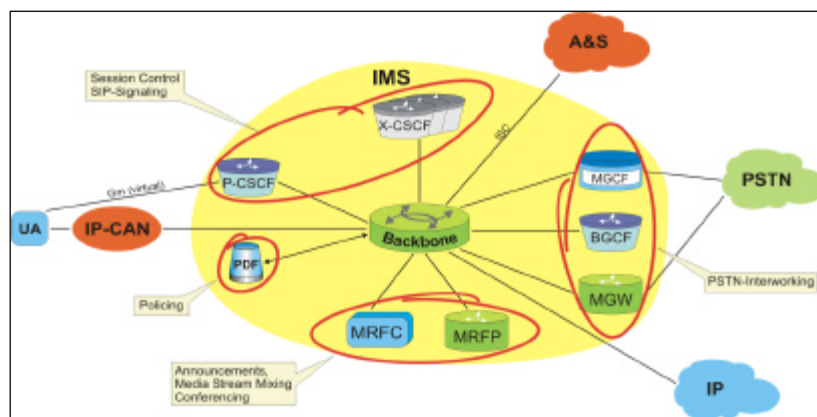 A&S
Session Control
SIP-Signaling
IMS
X-CSCF
ISC
Gm (virtual)
P-CSCF
MGCF
PSTN
UA
IP-CAN
Backbone
BGCF
PDF
PSTN-Interworking
Policing
MGW
MRFC
MRFP
Announcements,
Media Stream Mixing
Conferencing
IP